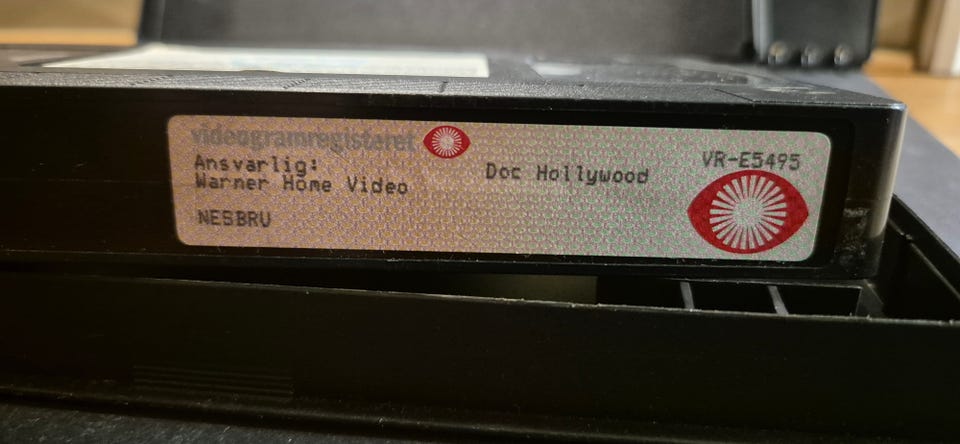 videogramregisteret
Ansvarlig:
Warner Home Video
NESBRU
Doc Hollywood
VR-E5495